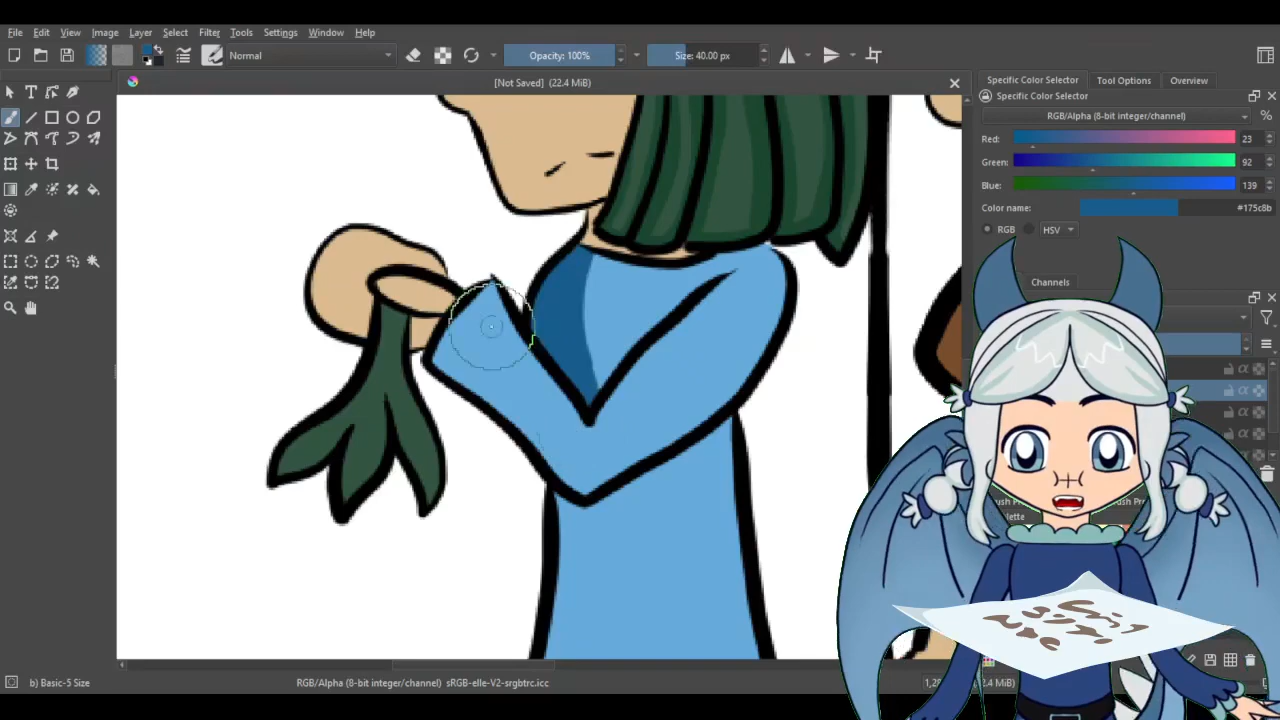 File Edit View Image Layer Select Filter Tools Settings Window Help
Normal Opacity: 100% Size: 40.00 px
[Not Saved] (22.4 MiB)
Specific Color Selector Tool Options Overview
Specific Color Selector
RGB/Alpha (8-bit integer/channel) %
Red: 23
Green: 92
Blue: 139
Color name: #175c8b
RGB HSV
Channels
b) Basic-5 Size RGB/Alpha (8-bit integer/channel) sRGB-elle-V2-srgbtrc.icc